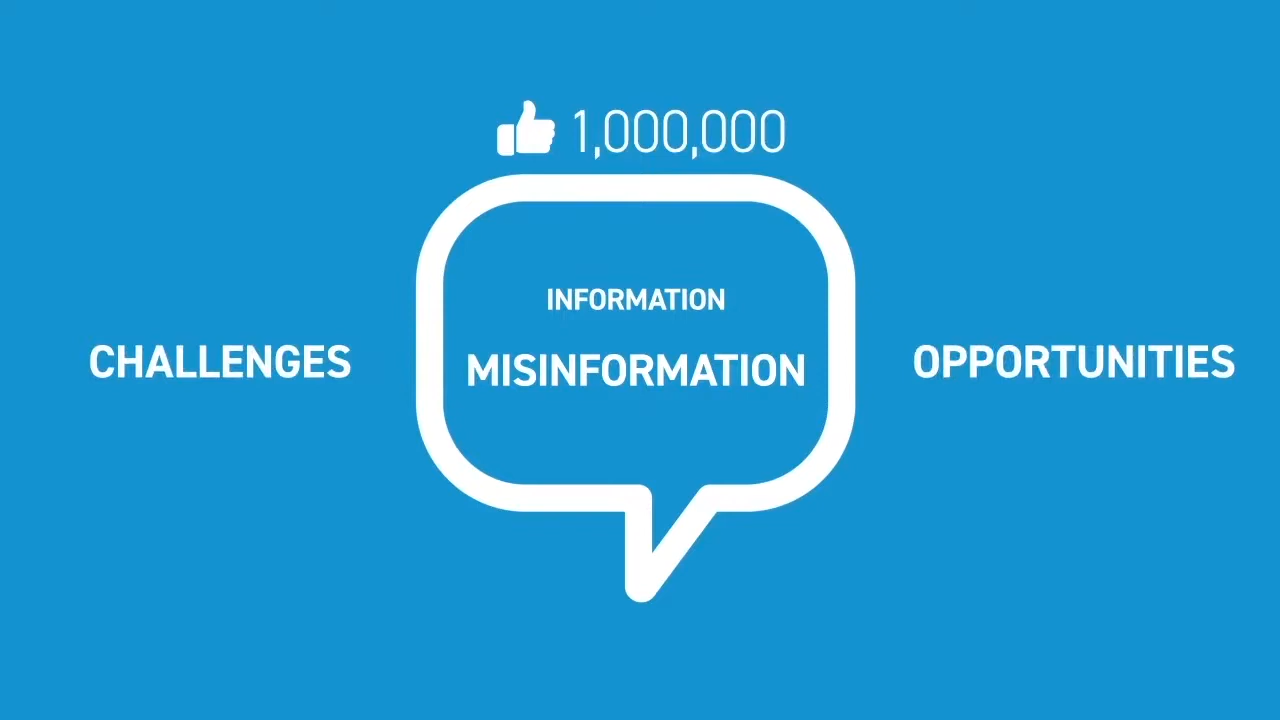 1,000,000
INFORMATION
MISINFORMATION
CHALLENGES
OPPORTUNITIES